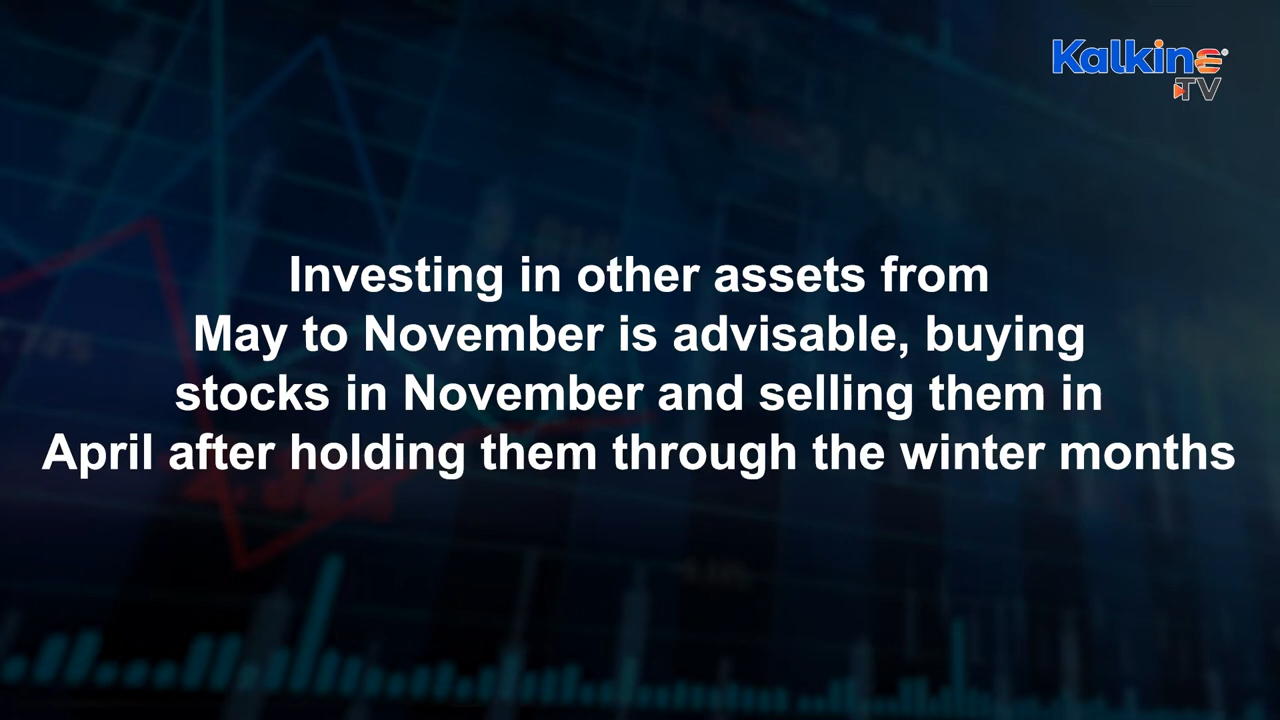 Kalkine
TV
Investing in other assets from
May to November is advisable, buying
stocks in November and selling them in
April after holding them through the winter months